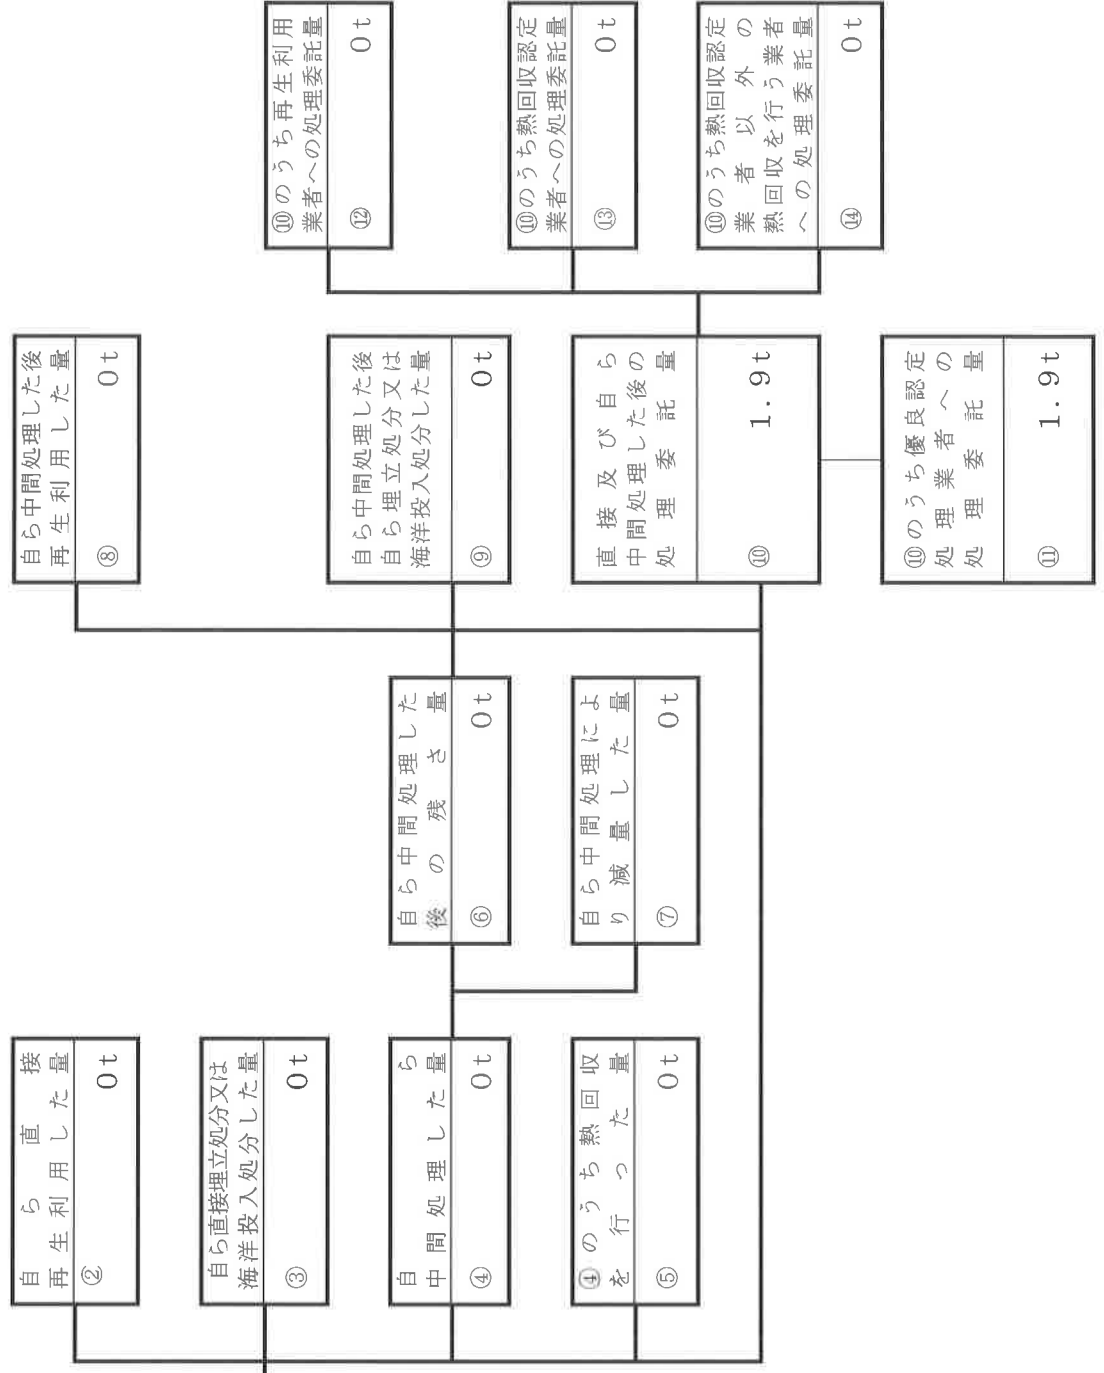 自ら直接
再生利用した量
② 0t
自ら直接埋立処分又は
海洋投入処分した量
③ 0t
自ら
中間処理した量
④ 0t
④のうち熱回収
を行った量
⑤ 0t
自ら中間処理した
後の残さ量
⑥ 0t
自ら中間処理によ
り減量した量
⑦ 0t
自ら中間処理した後
再生利用した量
⑧ 0t
自ら中間処理した後
自ら埋立処分又は
海洋投入処分した量
⑨ 0t
直接及び自ら
中間処理した後の
処理委託量
⑩ 1.9t
⑩のうち優良認定
処理業者への
処理委託量
⑪ 1.9t
⑩のうち再生利用
業者への処理委託量
⑫ 0t
⑩のうち熱回収認定
業者への処理委託量
⑬ 0t
⑩のうち熱回収認定
業者以外の
熱回収を行う業者
への処理委託量
⑭ 0t